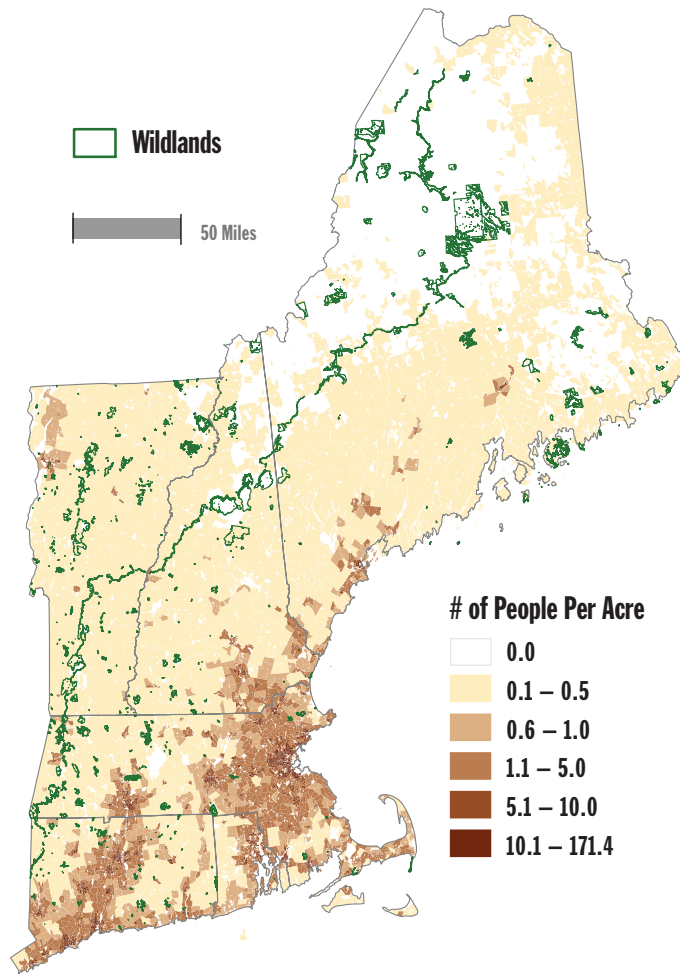 Wildlands
50 Miles
# of People Per Acre
0.0
0.1 – 0.5
0.6 – 1.0
1.1 – 5.0
5.1 – 10.0
10.1 – 171.4